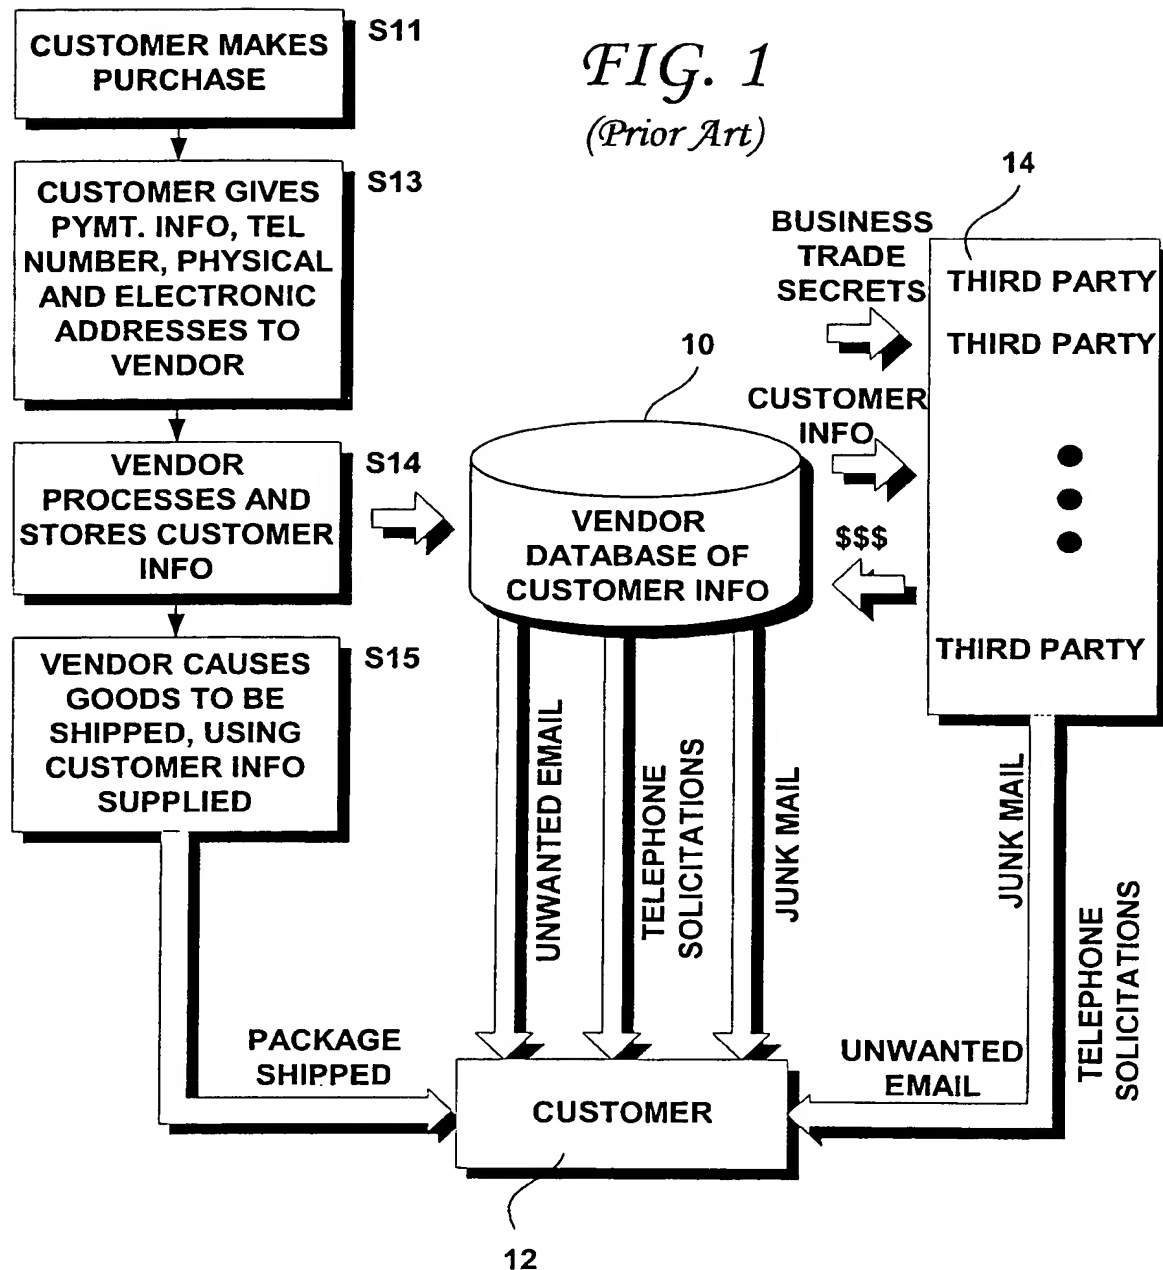 CUSTOMER MAKES
PURCHASE
S11
FIG. 1
(Prior Art)
CUSTOMER GIVES
PYMT. INFO, TEL
NUMBER, PHYSICAL
AND ELECTRONIC
ADDRESSES TO
VENDOR
S13
VENDOR
PROCESSES AND
STORES CUSTOMER
INFO
S14
VENDOR CAUSES
GOODS TO BE
SHIPPED, USING
CUSTOMER INFO
SUPPLIED
S15
10
VENDOR
DATABASE OF
CUSTOMER INFO
BUSINESS
TRADE
SECRETS
CUSTOMER
INFO
$$$
14
THIRD PARTY
THIRD PARTY
THIRD PARTY
UNWANTED EMAIL
TELEPHONE
SOLICITATIONS
JUNK MAIL
JUNK MAIL
TELEPHONE
SOLICITATIONS
PACKAGE
SHIPPED
UNWANTED
EMAIL
CUSTOMER
12